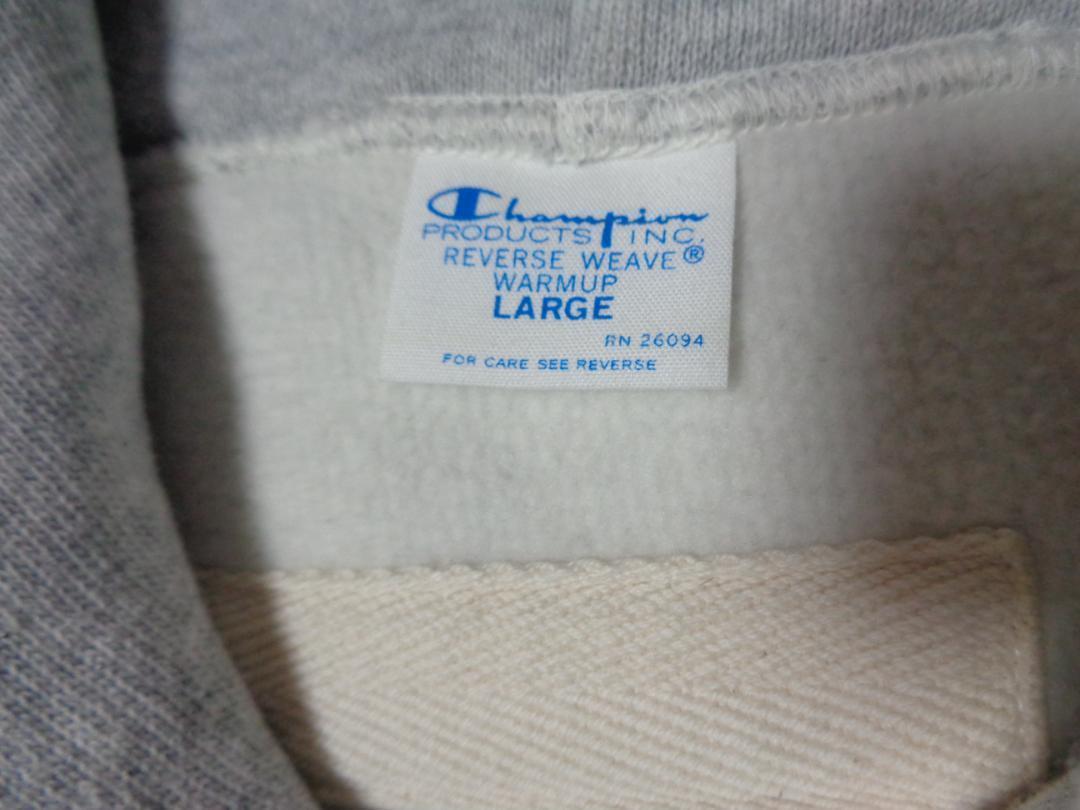 Champion
PRODUCTS INC.
REVERSE WEAVE®
WARMUP
LARGE
RN 26094
FOR CARE SEE REVERSE